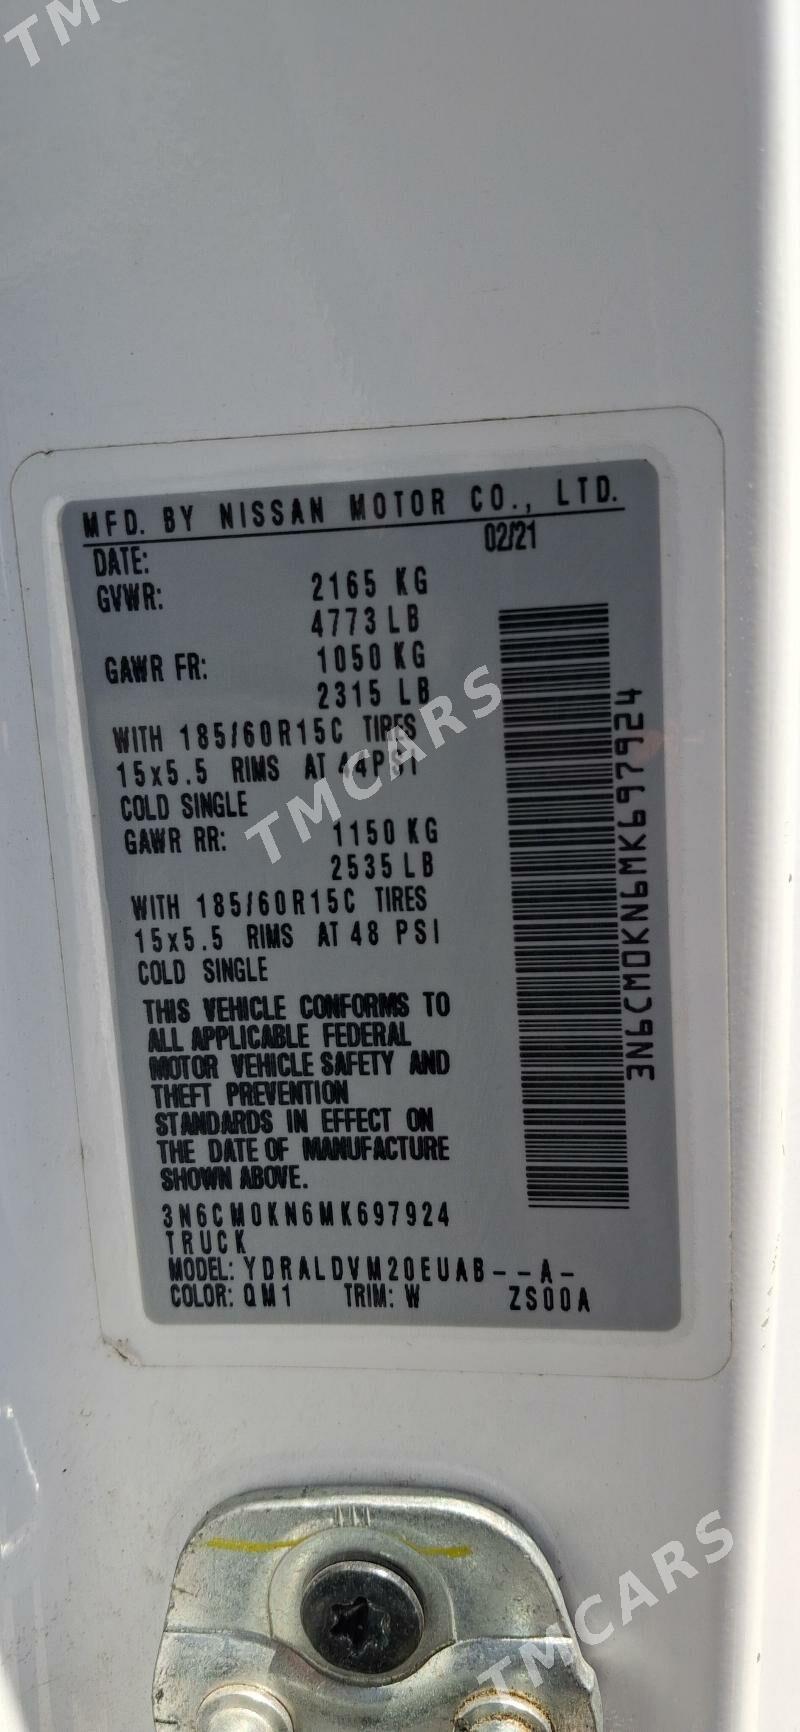 TMCARS
MFD. BY NISSAN MOTOR CO., LTD.
DATE: 02/21
GVWR: 2165 KG
4773 LB
GAWR FR: 1050 KG
2315 LB
WITH 185/60R15C TIRES
15x5.5 RIMS AT 44PSI
COLD SINGLE
GAWR RR: 1150 KG
2535 LB
WITH 185/60R15C TIRES
15x5.5 RIMS AT 48 PSI
COLD SINGLE
THIS VEHICLE CONFORMS TO
ALL APPLICABLE FEDERAL
MOTOR VEHICLE SAFETY AND
THEFT PREVENTION
STANDARDS IN EFFECT ON
THE DATE OF MANUFACTURE
SHOWN ABOVE.
3N6CM0KN6MK697924
TRUCK
MODEL: YDRALDVM20EUAB--A-
COLOR: QM1 TRIM: W ZS00A
3N6CM0KN6MK697924
TMCARS
TMCARS